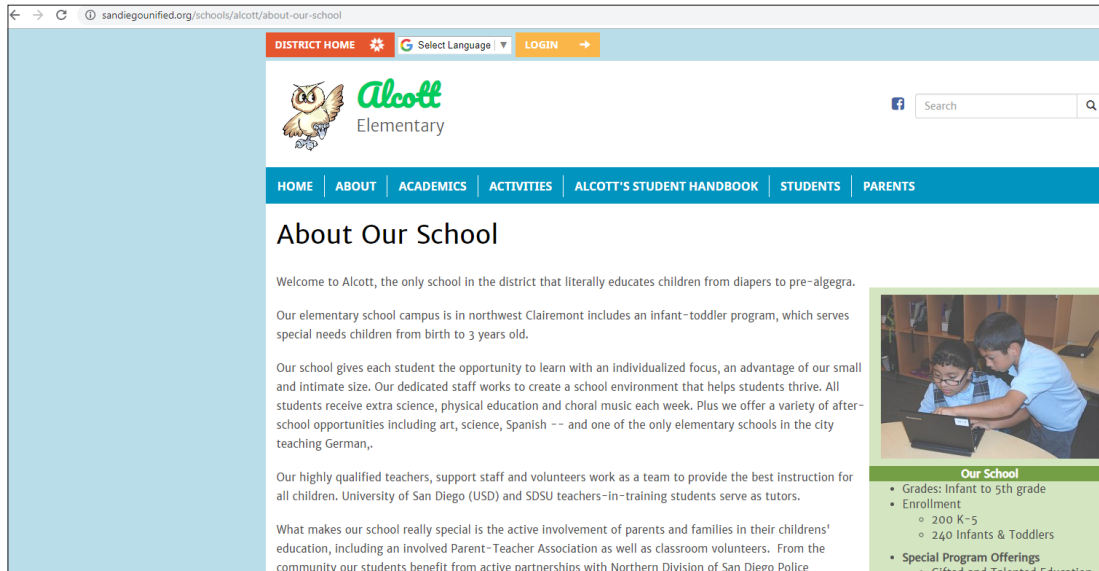 sandiegounified.org/schools/alcott/about-our-school
DISTRICT HOME
Select Language
LOGIN
Alcott
Elementary
Search
HOME
ABOUT
ACADEMICS
ACTIVITIES
ALCOTT'S STUDENT HANDBOOK
STUDENTS
PARENTS
About Our School
Welcome to Alcott, the only school in the district that literally educates children from diapers to pre-algegra.
Our elementary school campus is in northwest Clairemont includes an infant-toddler program, which serves
special needs children from birth to 3 years old.
Our school gives each student the opportunity to learn with an individualized focus, an advantage of our small
and intimate size. Our dedicated staff works to create a school environment that helps students thrive. All
students receive extra science, physical education and choral music each week. Plus we offer a variety of after-
school opportunities including art, science, Spanish -- and one of the only elementary schools in the city
teaching German,.
Our highly qualified teachers, support staff and volunteers work as a team to provide the best instruction for
all children. University of San Diego (USD) and SDSU teachers-in-training students serve as tutors.
What makes our school really special is the active involvement of parents and families in their childrens'
education, including an involved Parent-Teacher Association as well as classroom volunteers. From the
community our students benefit from active partnerships with Northern Division of San Diego Police
Our School
• Grades: Infant to 5th grade
• Enrollment
○ 200 K-5
○ 240 Infants & Toddlers
• Special Program Offerings
○ Gifted and Talented Education